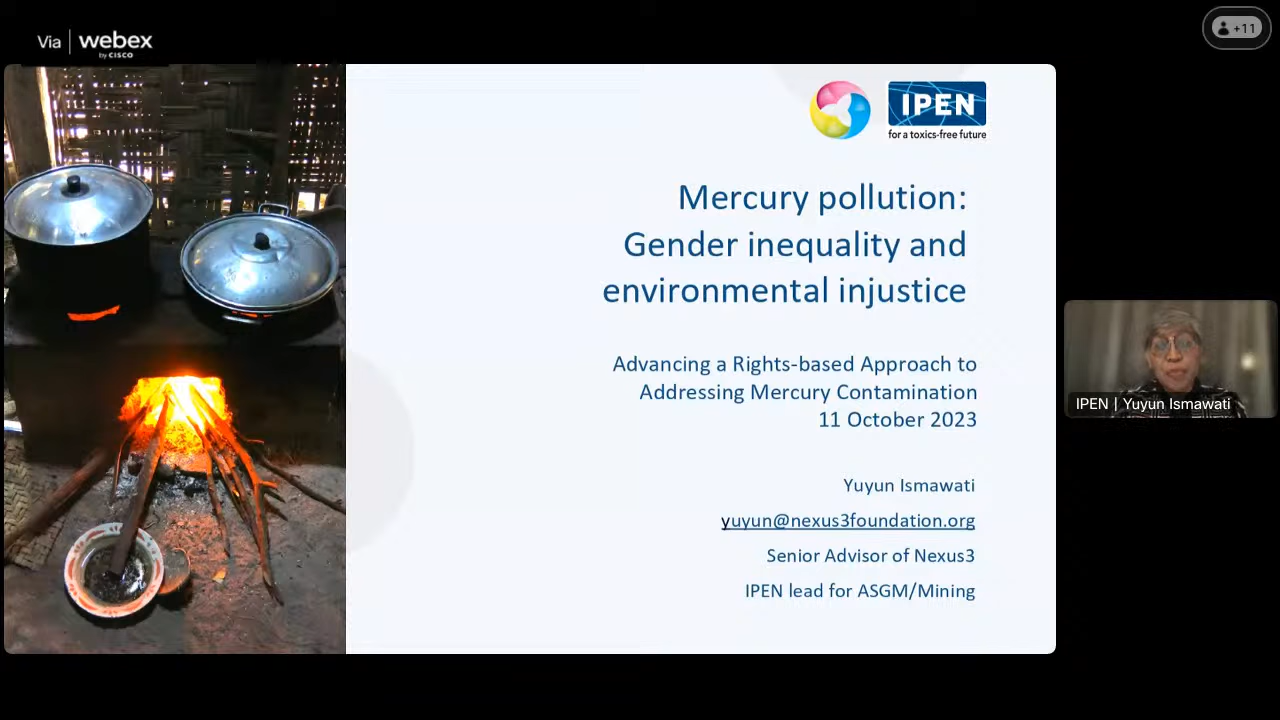 Via webex
by CISCO
+11
IPEN
for a toxics-free future
Mercury pollution:
Gender inequality and
environmental injustice
Advancing a Rights-based Approach to
Addressing Mercury Contamination
11 October 2023
Yuyun Ismawati
yuyun@nexus3foundation.org
Senior Advisor of Nexus3
IPEN lead for ASGM/Mining
IPEN | Yuyun Ismawati